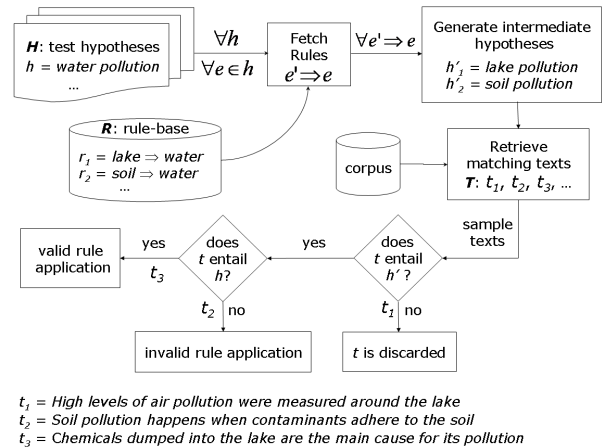 H: test hypotheses
h = water pollution
...
∀h
∀e∈h
Fetch
Rules
e'⇒e
∀e'⇒e
Generate intermediate
hypotheses
h′1 = lake pollution
h′2 = soil pollution
R: rule-base
r1 = lake ⇒ water
r2 = soil ⇒ water
...
corpus
Retrieve
matching texts
T: t1, t2, t3, ...
sample
texts
valid rule
application
yes
t3
does
t entail
h?
yes
does
t entail
h′ ?
t2 no
t1 no
invalid rule application
t is discarded
t1 = High levels of air pollution were measured around the lake
t2 = Soil pollution happens when contaminants adhere to the soil
t3 = Chemicals dumped into the lake are the main cause for its pollution